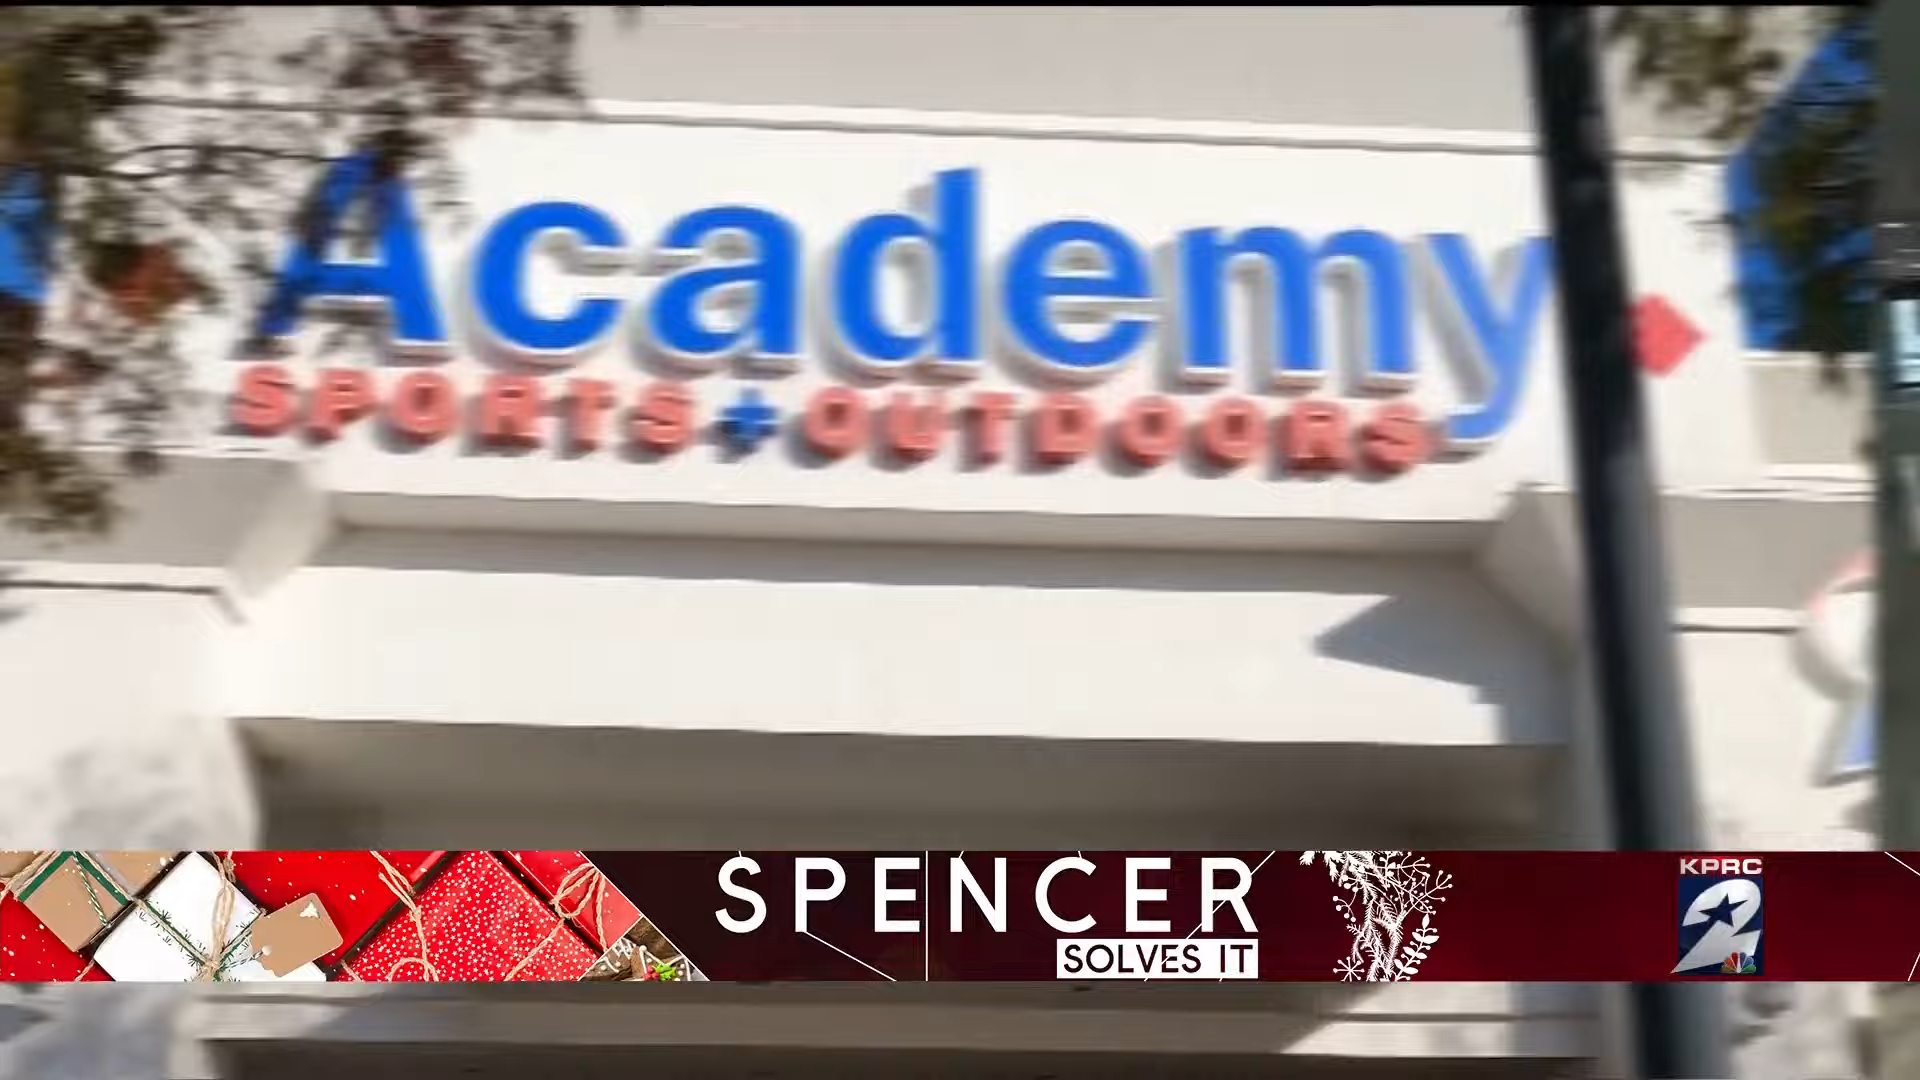 Academy
SPORTS + OUTDOORS
SPENCER
SOLVES IT
KPRC
2